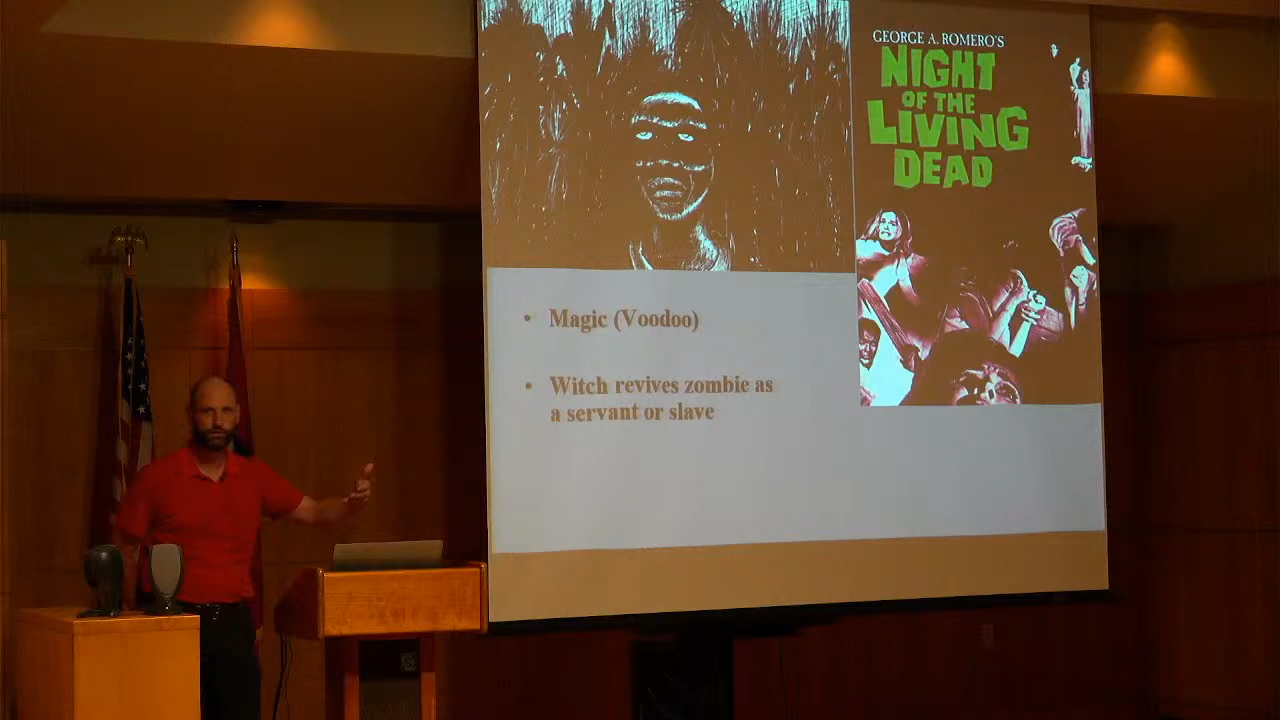 GEORGE A. ROMERO'S
NIGHT
OF THE
LIVING
DEAD
• Magic (Voodoo)
• Witch revives zombie as
a servant or slave